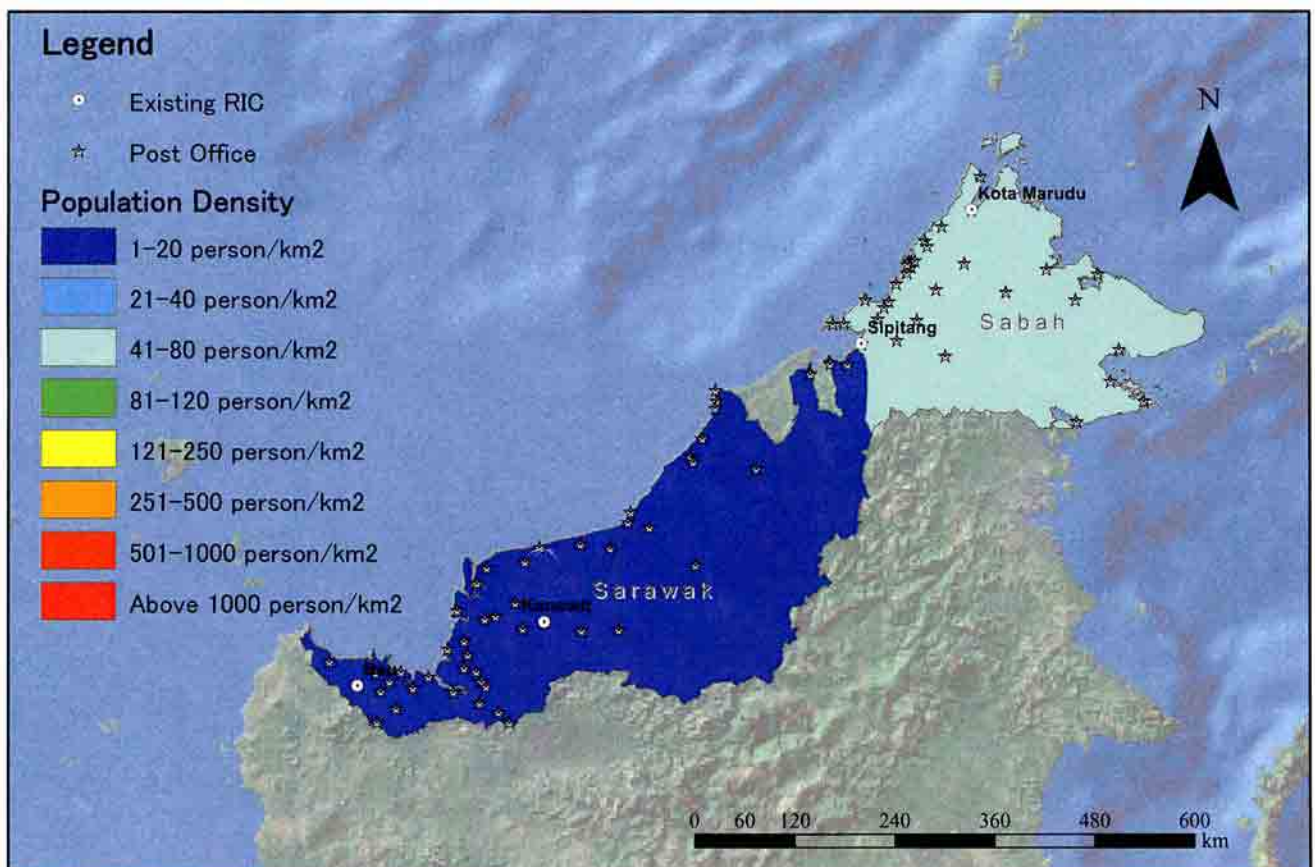 Legend
Existing RIC
Post Office
Population Density
1-20 person/km2
21-40 person/km2
41-80 person/km2
81-120 person/km2
121-250 person/km2
251-500 person/km2
501-1000 person/km2
Above 1000 person/km2
N
Kota Marudu
Sipitang
Sabah
Sarawak
0 60 120 240 360 480 600
km